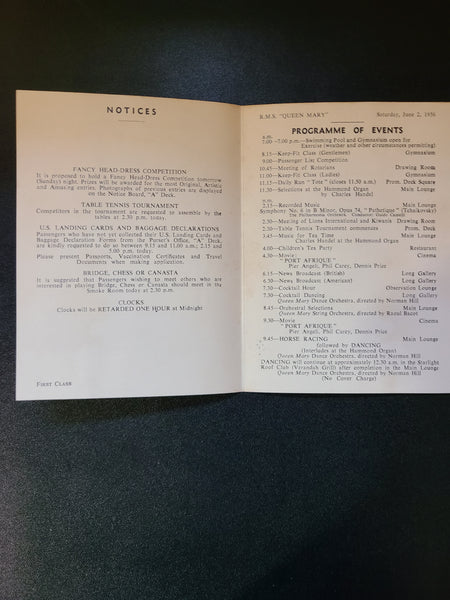 NOTICES
FANCY HEAD-DRESS COMPETITION
It is proposed to hold a Fancy Head-Dress Competition tomorrow
(Sunday) night. Prizes will be awarded for the most Original, Artistic
and Amusing entries. Photographs of previous entries are displayed
on the Notice Board, "A" Deck.
TABLE TENNIS TOURNAMENT
Competitors in the tournament are requested to assemble by the
tables at 2.30 p.m. today.
U.S. LANDING CARDS AND BAGGAGE DECLARATIONS
Passengers who have not yet collected their U.S. Landing Cards and
Baggage Declaration Forms from the Purser's Office, "A" Deck,
are kindly requested to do so between 9.15 and 11.00 a.m.; 2.15 and
5.00 p.m. today.
Please present Passports, Vaccination Certificates and Travel
Documents when making application.
BRIDGE, CHESS OR CANASTA
It is suggested that Passengers wishing to meet others who are
interested in playing Bridge, Chess or Canasta should meet in the
Smoke Room today at 2.30 p.m.
CLOCKS
Clocks will be RETARDED ONE HOUR at Midnight
FIRST CLASS
R.M.S. "QUEEN MARY" Saturday, June 2, 1956
PROGRAMME OF EVENTS
a.m.
7.00 -7.00 p.m.—Swimming Pool and Gymnasium open for
Exercise (weather and other circumstances permitting)
8.15—Keep-Fit Class (Gentlemen) Gymnasium
9.00—Passenger List Competition
10.45—Meeting of Rotarians Drawing Room
11.00—Keep-Fit Class (Ladies) Gymnasium
11.15—Daily Run "Tote" (closes 11.50 a.m.) Prom. Deck Square
11.30—Selections at the Hammond Organ Main Lounge
by Charles Handel
p.m.
2.15—Recorded Music Main Lounge
Symphony No. 6 in B Minor, Opus 74, "Pathetique" (Tchaikovsky)
The Philharmonia Orchestra. Conductor: Guido Cantelli
2.30—Meeting of Lions International and Kiwanis Drawing Room
2.30—Table Tennis Tournament commences Prom. Deck
3.45—Music for Tea Time Main Lounge
Charles Handel at the Hammond Organ
4.00—Children's Tea Party Restaurant
4.30—Movie: Cinema
"PORT AFRIQUE"
Pier Angeli, Phil Carey, Dennis Price
6.15—News Broadcast (British) Long Gallery
6.30—News Broadcast (American) Long Gallery
7.30—Cocktail Hour Observation Lounge
7.30—Cocktail Dancing Long Gallery
Queen Mary Dance Orchestra, directed by Norman Hill
8.45—Orchestral Selections Main Lounge
Queen Mary String Orchestra, directed by Raoul Bacot
9.30—Movie Cinema
"PORT AFRIQUE"
Pier Angeli, Phil Carey, Dennis Price
9.45—HORSE RACING Main Lounge
followed by DANCING
(Interludes at the Hammond Organ)
Queen Mary Dance Orchestra, directed by Norman Hill
DANCING will continue at approximately 12.30 a.m. in the Starlight
Roof Club (Verandah Grill) after completion in the Main Lounge
Queen Mary Dance Orchestra, directed by Norman Hill
(No Cover Charge)